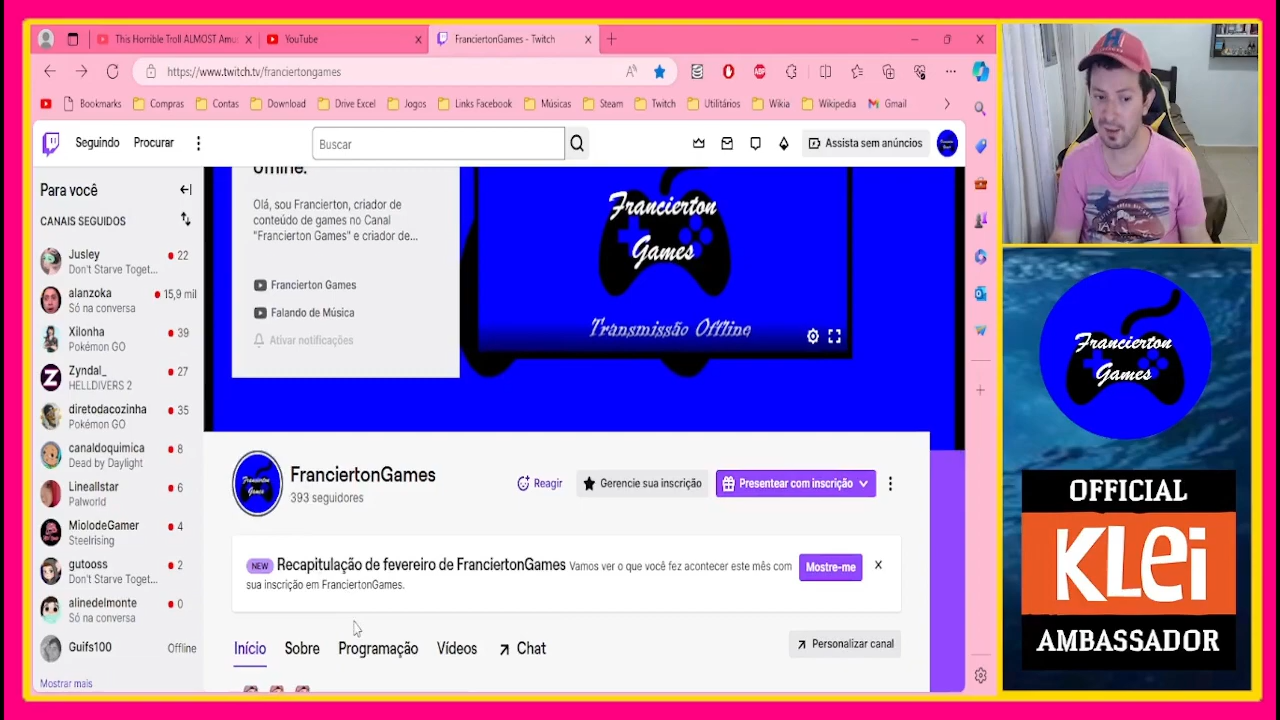 This Horrible Troll ALMOST Amu
YouTube
FranciertonGames - Twitch
https://www.twitch.tv/franciertongames
Bookmarks
Compras
Contas
Download
Drive Excel
Jogos
Links Facebook
Músicas
Steam
Twitch
Utilitários
Wikia
Wikipedia
Gmail
Seguindo
Procurar
Buscar
Assista sem anúncios
Para você
CANAIS SEGUIDOS
Jusley 22
Don't Starve Toget...
alanzoka 15,9 mil
Só na conversa
Xilonha 39
Pokémon GO
Zyndal_ 27
HELLDIVERS 2
diretodacozinha 35
Pokémon GO
canaldoquimica 8
Dead by Daylight
Lineallstar 6
Palworld
MiolodeGamer 4
Steelrising
gutooss 2
Don't Starve Toget...
alinedelmonte 0
Só na conversa
Guifs100 Offline
Mostrar mais
Offline.
Olá, sou Francierton, criador de
conteúdo de games no Canal
"Francierton Games" e criador de...
Francierton Games
Falando de Música
Ativar notificações
Francierton
Games
Transmissão Offline
FranciertonGames
393 seguidores
Reagir
Gerencie sua inscrição
Presentear com inscrição
NEW Recapitulação de fevereiro de FranciertonGames Vamos ver o que você fez acontecer este mês com
sua inscrição em FranciertonGames.
Mostre-me
Início
Sobre
Programação
Vídeos
Chat
Personalizar canal
Francierton
Games
OFFICIAL
KLei
AMBASSADOR